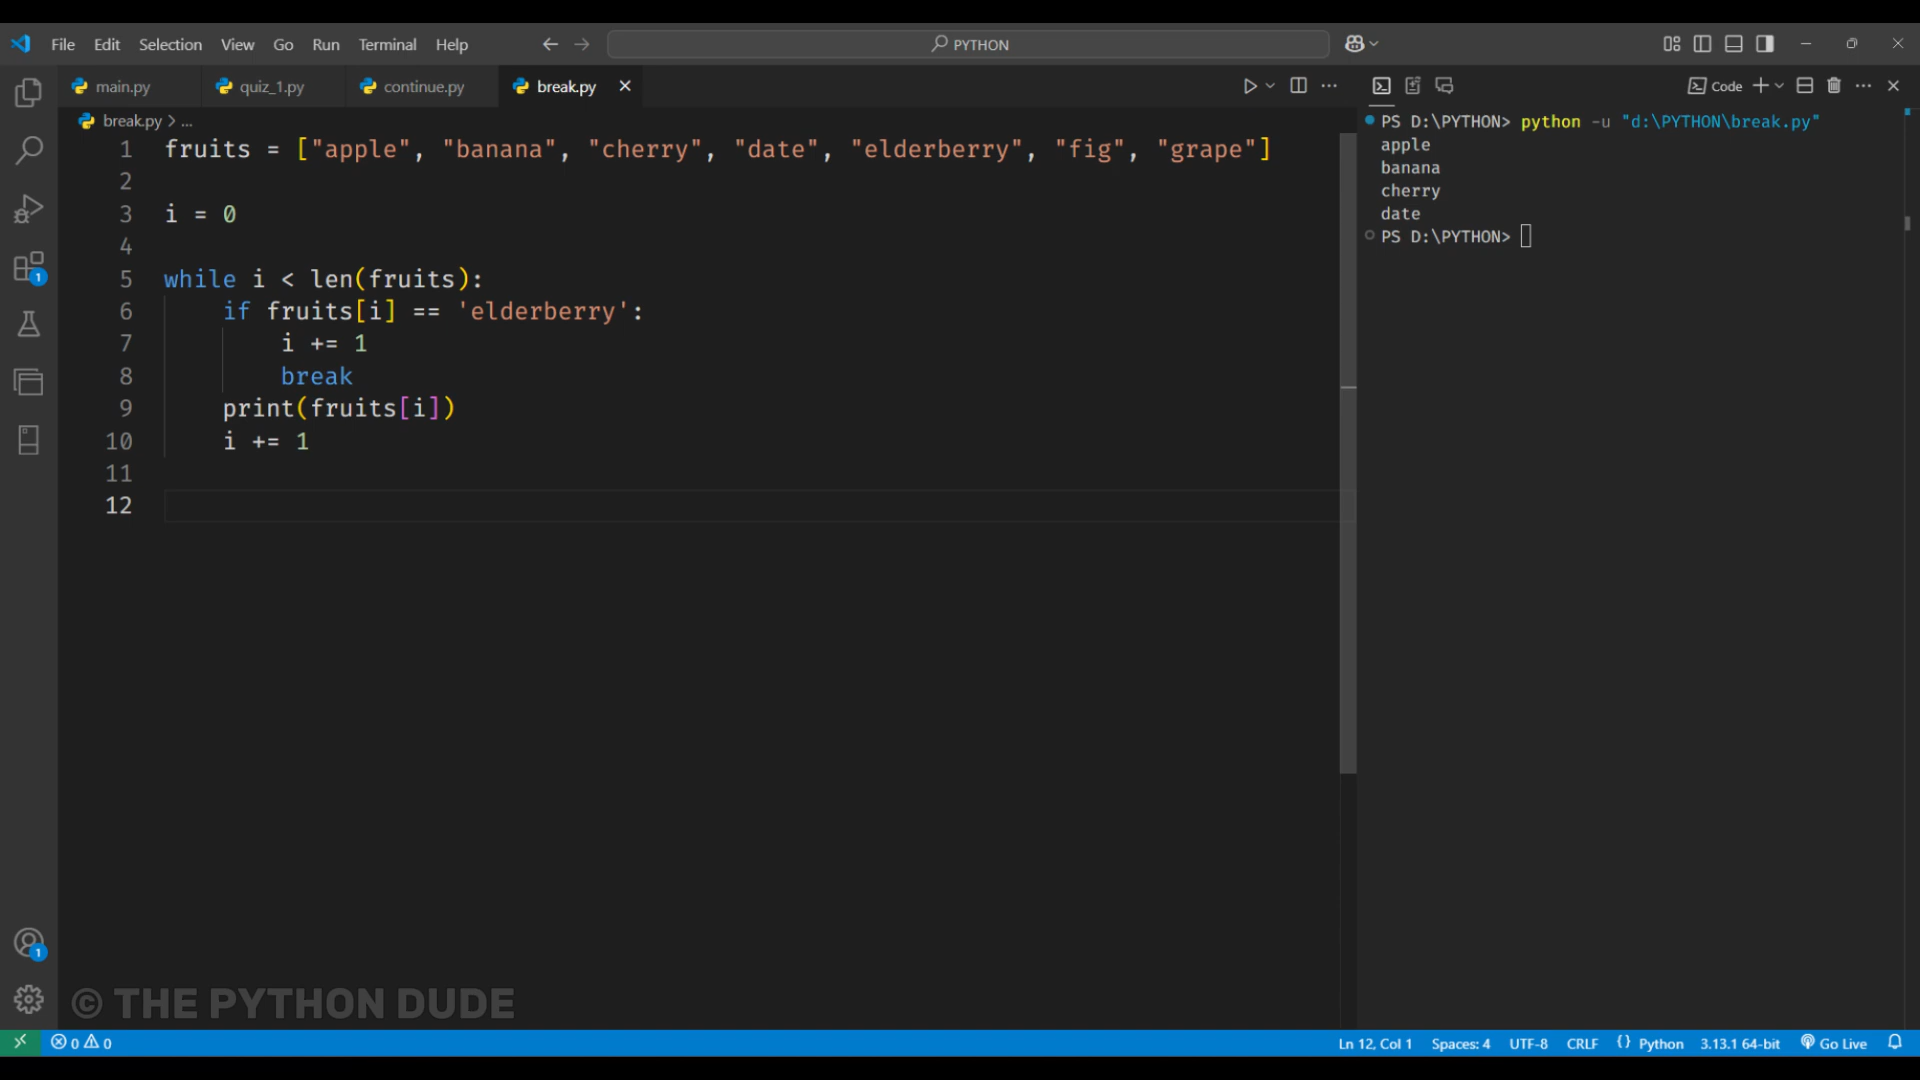 File Edit Selection View Go Run Terminal Help PYTHON
main.py quiz_1.py continue.py break.py Code
break.py > ...
1 fruits = ["apple", "banana", "cherry", "date", "elderberry", "fig", "grape"]
2
3 i = 0
4
5 while i < len(fruits):
6     if fruits[i] == 'elderberry':
7         i += 1
8         break
9     print(fruits[i])
10     i += 1
11
12
PS D:\PYTHON> python -u "d:\PYTHON\break.py"
apple
banana
cherry
date
PS D:\PYTHON>
1
1
© THE PYTHON DUDE
0 0 Ln 12, Col 1 Spaces: 4 UTF-8 CRLF {} Python 3.13.1 64-bit Go Live